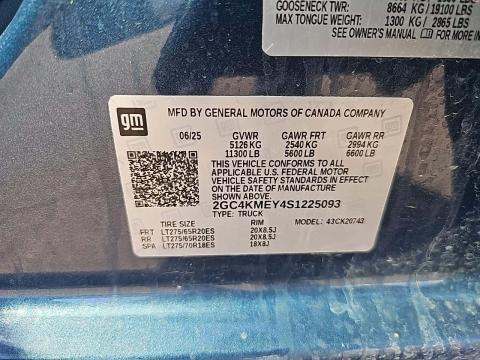 GOOSENECK TWR: 8664 KG/19100 LBS
MAX TONGUE WEIGHT: 1300 KG / 2865 LBS
SEE OWNER'S MANUAL FOR MORE IN
gm
MFD BY GENERAL MOTORS OF CANADA COMPANY
06/25 GVWR GAWR FRT GAWR RR
5126 KG 2540 KG 2994 KG
11300 LB 5600 LB 6600 LB
THIS VEHICLE CONFORMS TO ALL
APPLICABLE U.S. FEDERAL MOTOR
VEHICLE SAFETY STANDARDS IN
EFFECT ON THE DATE OF MANUFACTURE
SHOWN ABOVE.
2GC4KMEY4S1225093
TYPE: TRUCK MODEL: 43CK20743
TIRE SIZE RIM
FRT LT275/65R20ES 20X8.5J
RR LT275/65R20ES 20X8.5J
SPA LT275/70R18ES 18X8J